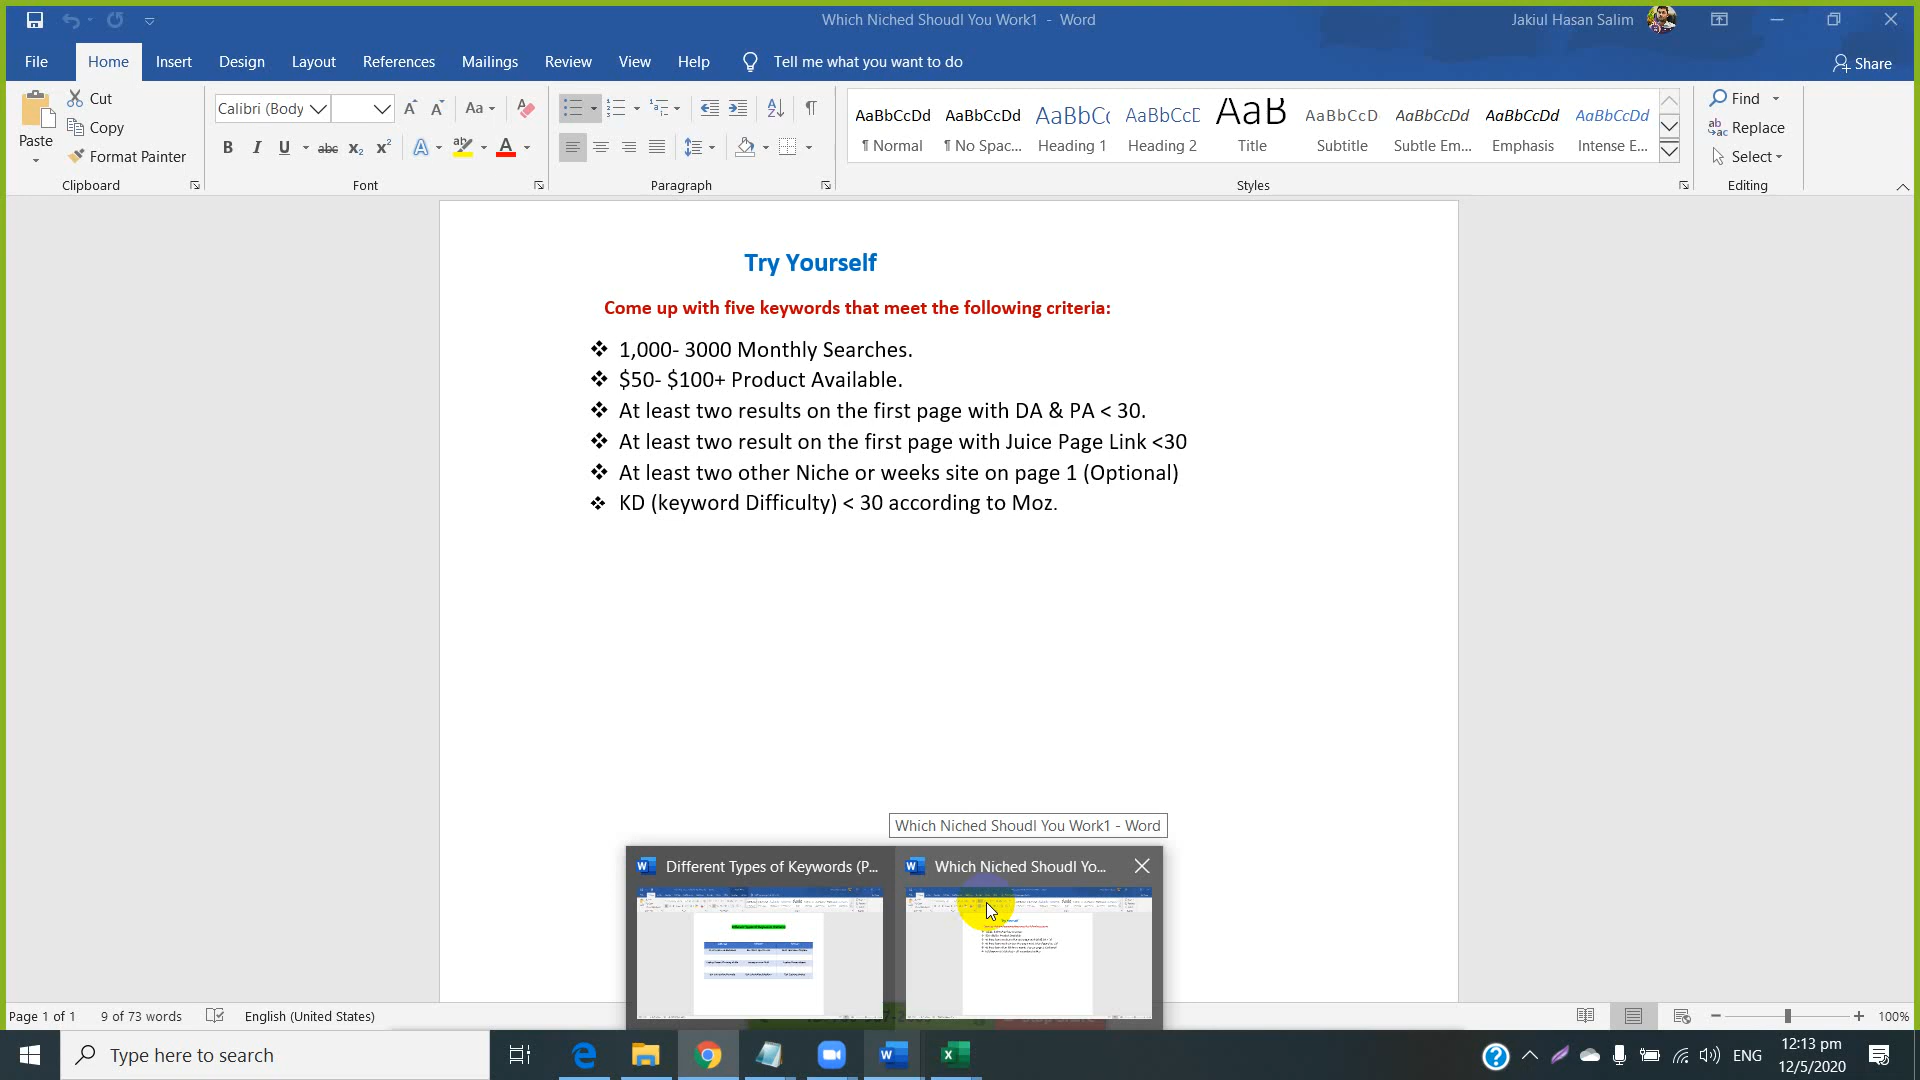 Which Niched Shoudl You Work1 - Word
Jakiul Hasan Salim
File Home Insert Design Layout References Mailings Review View Help Tell me what you want to do Share
Paste
Cut
Copy
Format Painter
Clipboard
Calibri (Body
Font
Paragraph
AaBbCcDd AaBbCcDd AaBbCc AaBbCcD AaB AaBbCcD AaBbCcDd AaBbCcDd AaBbCcDd
¶ Normal ¶ No Spac... Heading 1 Heading 2 Title Subtitle Subtle Em... Emphasis Intense E...
Styles
Find
Replace
Select
Editing
Try Yourself
Come up with five keywords that meet the following criteria:
❖ 1,000- 3000 Monthly Searches.
❖ $50- $100+ Product Available.
❖ At least two results on the first page with DA & PA < 30.
❖ At least two result on the first page with Juice Page Link <30
❖ At least two other Niche or weeks site on page 1 (Optional)
❖ KD (keyword Difficulty) < 30 according to Moz.
Which Niched Shoudl You Work1 - Word
Different Types of Keywords (P...
Which Niched Shoudl Yo...
Page 1 of 1 9 of 73 words English (United States)
100%
Type here to search
ENG
12:13 pm
12/5/2020